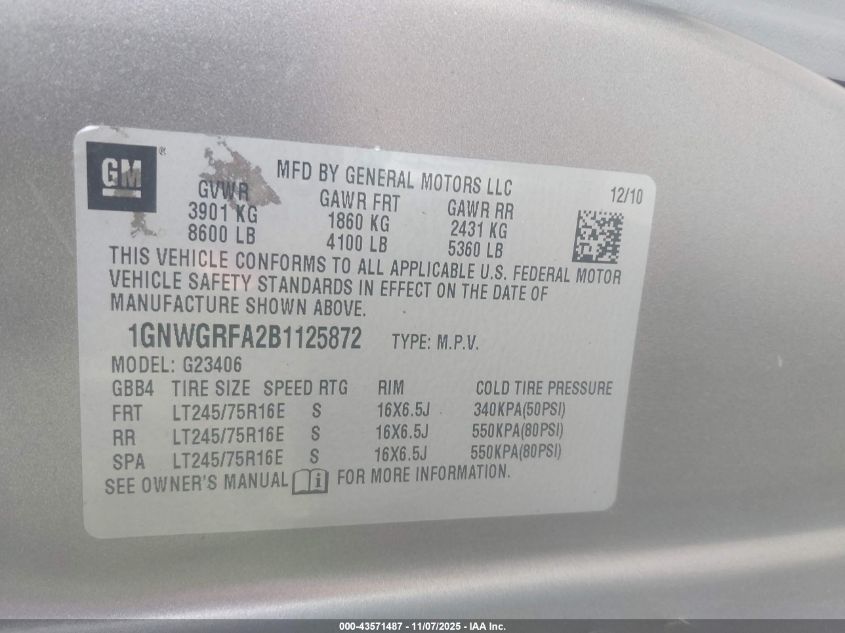 GM ®
MFD BY GENERAL MOTORS LLC
12/10
GVWR GAWR FRT GAWR RR
3901 KG 1860 KG 2431 KG
8600 LB 4100 LB 5360 LB
THIS VEHICLE CONFORMS TO ALL APPLICABLE U.S. FEDERAL MOTOR
VEHICLE SAFETY STANDARDS IN EFFECT ON THE DATE OF
MANUFACTURE SHOWN ABOVE.
1GNWGRFA2B1125872 TYPE: M.P.V.
MODEL: G23406
GBB4 TIRE SIZE SPEED RTG RIM COLD TIRE PRESSURE
FRT LT245/75R16E S 16X6.5J 340KPA(50PSI)
RR LT245/75R16E S 16X6.5J 550KPA(80PSI)
SPA LT245/75R16E S 16X6.5J 550KPA(80PSI)
SEE OWNER'S MANUAL i FOR MORE INFORMATION.
000-43571487 - 11/07/2025 - IAA Inc.